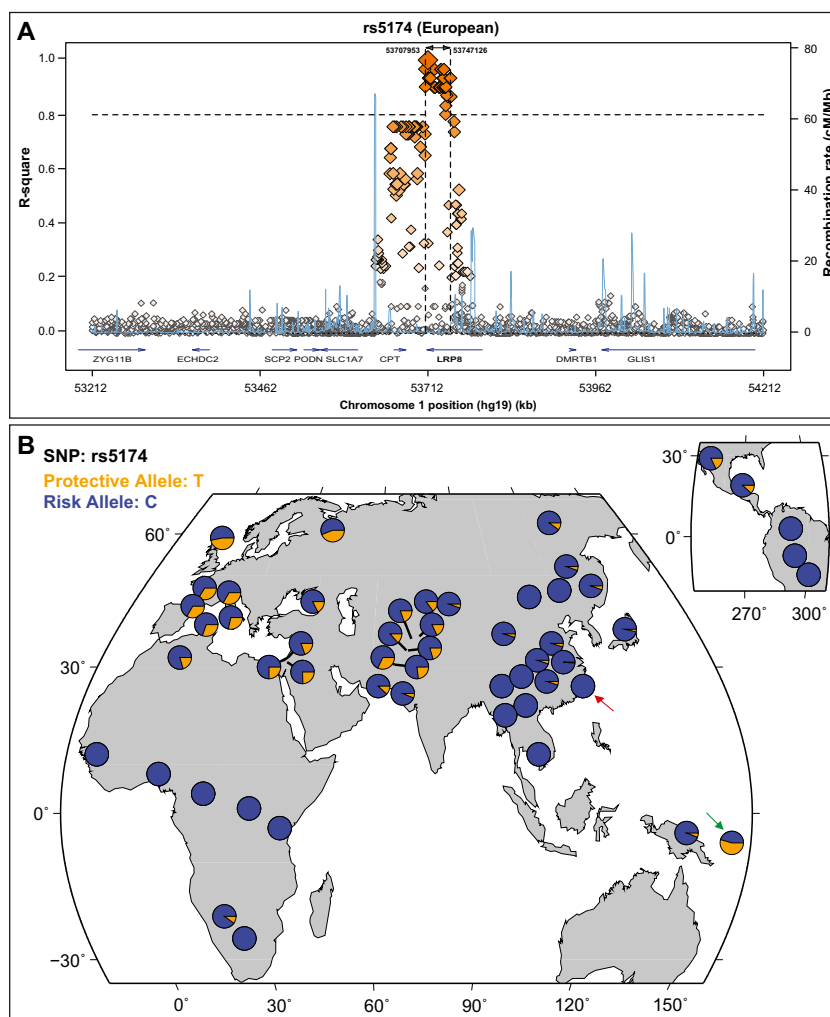 A
rs5174 (European)
53707953 53747126
1.0
0.8
0.6
0.4
0.2
0.0
R-square
80
60
40
20
0
Recombination rate (cM/Mb)
ZYG11B ECHDC2 SCP2 PODN SLC1A7 CPT LRP8 DMRTB1 GLIS1
53212 53462 53712 53962 54212
Chromosome 1 position (hg19) (kb)
B SNP: rs5174
Protective Allele: T
Risk Allele: C
30˚
0˚
270˚ 300˚
60˚
30˚
0˚
−30˚
0˚ 30˚ 60˚ 90˚ 120˚ 150˚